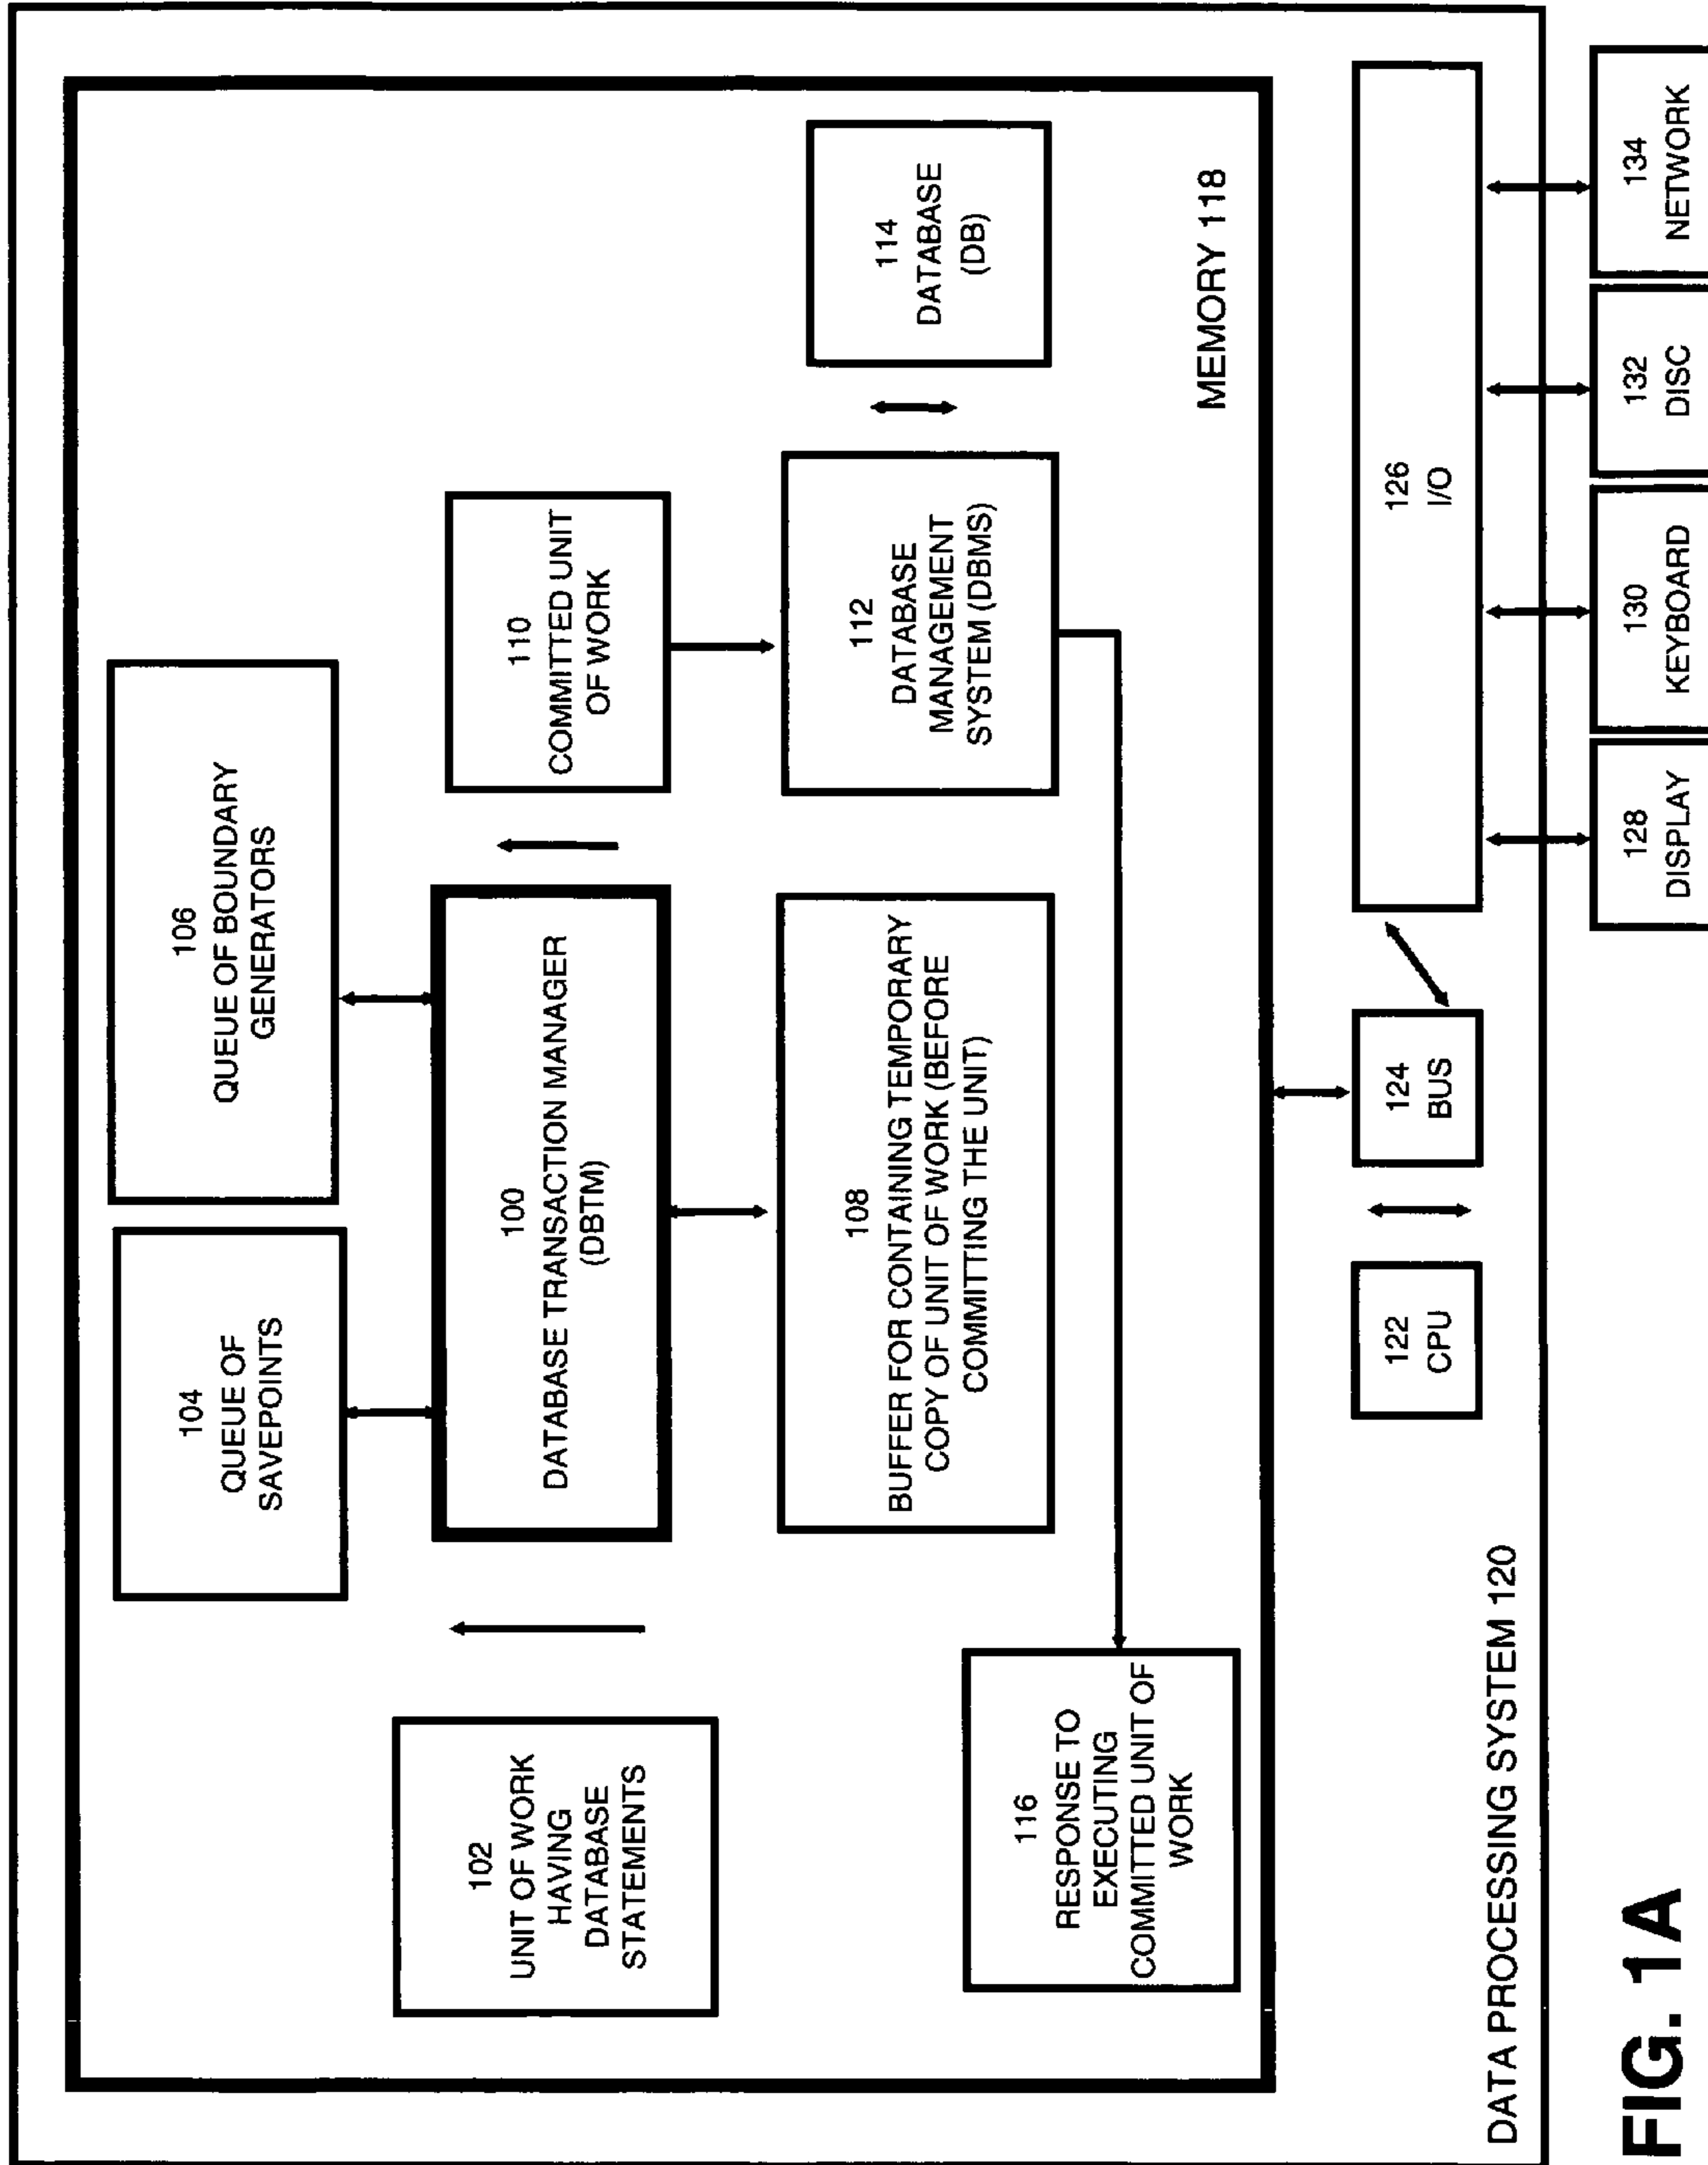 104
QUEUE OF
SAVEPOINTS
106
QUEUE OF BOUNDARY
GENERATORS
102
UNIT OF WORK
HAVING
DATABASE
STATEMENTS
100
DATABASE TRANSACTION MANAGER
(DBTM)
110
COMMITTED UNIT
OF WORK
108
BUFFER FOR CONTAINING TEMPORARY
COPY OF UNIT OF WORK (BEFORE
COMMITTING THE UNIT)
112
DATABASE
MANAGEMENT
SYSTEM (DBMS)
114
DATABASE
(DB)
116
RESPONSE TO
EXECUTING
COMMITTED UNIT OF
WORK
MEMORY 118
122
CPU
124
BUS
126
I/O
DATA PROCESSING SYSTEM 120
128
DISPLAY
130
KEYBOARD
132
DISC
134
NETWORK
FIG. 1A